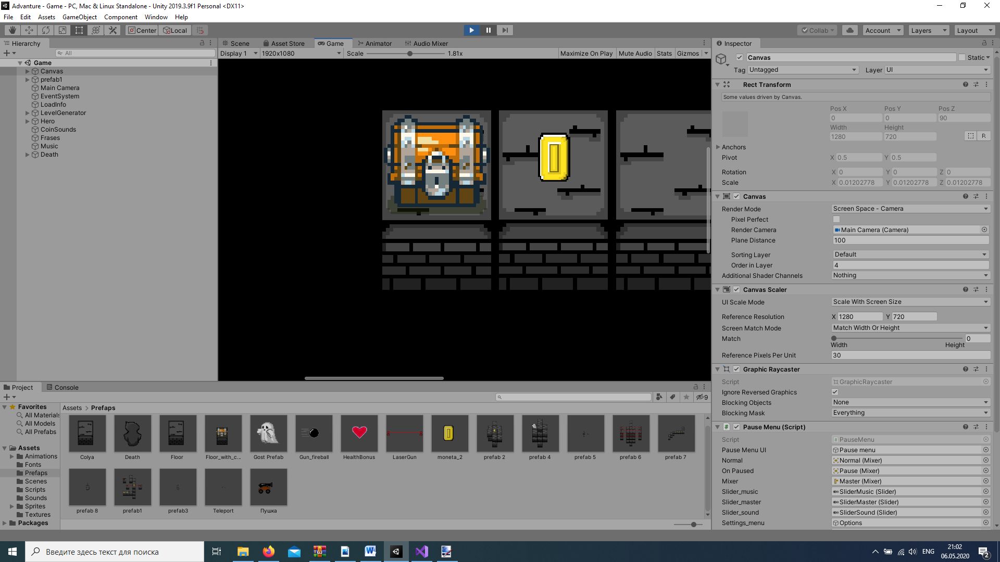 Advanture - Game - PC, Mac & Linux Standalone - Unity 2019.3.9f1 Personal <DX11>
File Edit Assets GameObject Component Window Help
Center Local Collab Account Layers Layout
Hierarchy
All
Game
Canvas
prefab1
Main Camera
EventSystem
LoadInfo
LevelGenerator
Hero
CoinSounds
Frases
Music
Death
Scene Asset Store Game Animator Audio Mixer
Display 1 1920x1080 Scale 1.81x Maximize On Play Mute Audio Stats Gizmos
Inspector
Canvas Static
Tag Untagged Layer UI
Rect Transform
Some values driven by Canvas.
Pos X Pos Y Pos Z
0 0 90
Width Height
1280 720 R
Anchors
Pivot X 0.5 Y 0.5
Rotation X 0 Y 0 Z 0
Scale X 0.01202778 Y 0.01202778 Z 0.01202778
Canvas
Render Mode Screen Space - Camera
Pixel Perfect
Render Camera Main Camera (Camera)
Plane Distance 100
Sorting Layer Default
Order in Layer 4
Additional Shader Channels Nothing
Canvas Scaler
UI Scale Mode Scale With Screen Size
Reference Resolution X 1280 Y 720
Screen Match Mode Match Width Or Height
Match 0
Width Height
Reference Pixels Per Unit 30
Graphic Raycaster
Script GraphicRaycaster
Ignore Reversed Graphics
Blocking Objects None
Blocking Mask Everything
Pause Menu (Script)
Script PauseMenu
Pause Menu UI Pause menu
Normal Normal (Mixer)
On Paused Pause (Mixer)
Mixer Master (Mixer)
Slider_music SliderMusic (Slider)
Slider_master SliderMaster (Slider)
Slider_sound SliderSound (Slider)
Settings_menu Options
Project Console
9
Favorites
All Materials
All Models
All Prefabs
Assets
Animations
Fonts
Prefaps
Scenes
Scripts
Sounds
Sprites
Textures
Packages
Assets > Prefaps
Colya Death Floor Floor_with_c... Gost Prefab Gun_fireball HealthBonus LaserGun moneta_2 prefab 2 prefab 4 prefab 5 prefab 6 prefab 7
prefab 8 prefab1 prefab3 Teleport Пушка
Введите здесь текст для поиска
ENG
21:02
06.05.2020
2